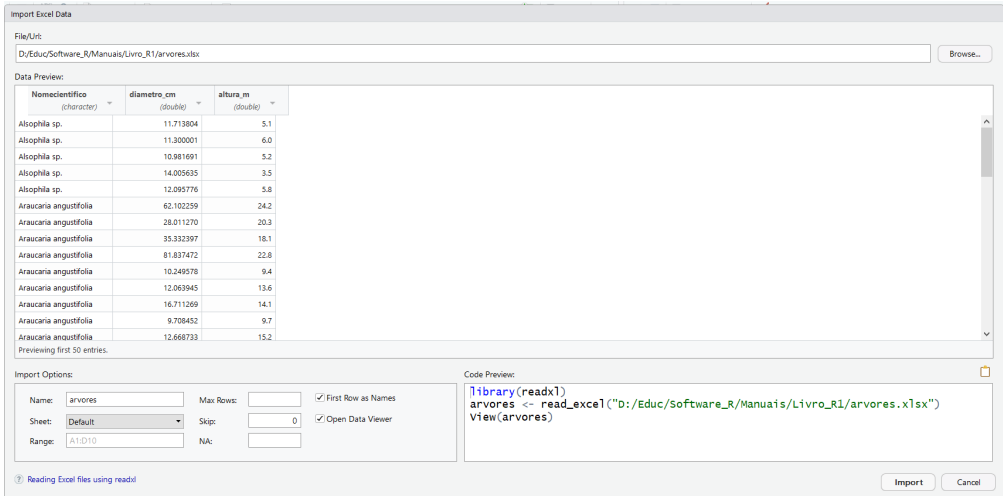 Import Excel Data
File/Url:
D:/Educ/Software_R/Manuais/Livro_R1/arvores.xlsx
Browse...
Data Preview:
Nomecientifico diametro_cm altura_m
(character) (double) (double)
Alsophila sp. 11.713804 5.1
Alsophila sp. 11.300001 6.0
Alsophila sp. 10.981691 5.2
Alsophila sp. 14.005635 3.5
Alsophila sp. 12.095776 5.8
Araucaria angustifolia 62.102259 24.2
Araucaria angustifolia 28.011270 20.3
Araucaria angustifolia 35.332397 18.1
Araucaria angustifolia 81.837472 22.8
Araucaria angustifolia 10.249578 9.4
Araucaria angustifolia 12.063945 13.6
Araucaria angustifolia 16.711269 14.1
Araucaria angustifolia 9.708452 9.7
Araucaria angustifolia 12.668733 15.2
Previewing first 50 entries.
Import Options:
Name: arvores Max Rows: First Row as Names
Sheet: Default Skip: 0 Open Data Viewer
Range: A1:D10 NA:
Code Preview:
library(readxl)
arvores <- read_excel("D:/Educ/Software_R/Manuais/Livro_R1/arvores.xlsx")
View(arvores)
? Reading Excel files using readxl
Import Cancel